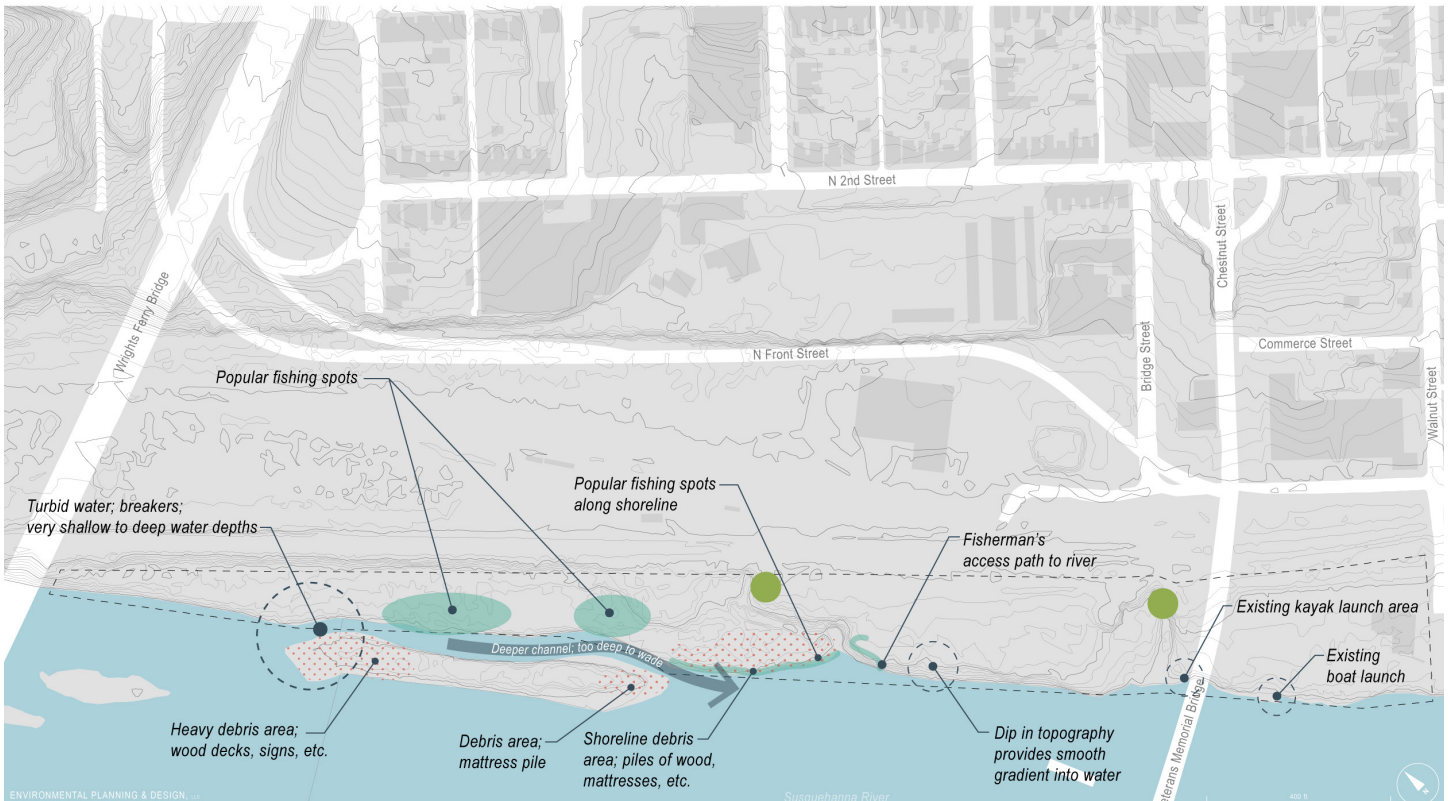 N 2nd Street
Chestnut Street
Wrights Ferry Bridge
N Front Street
Bridge Street
Commerce Street
Walnut Street
Popular fishing spots
Popular fishing spots
along shoreline
Turbid water; breakers;
very shallow to deep water depths
Fisherman's
access path to river
Existing kayak launch area
Deeper channel; too deep to wade
Existing
boat launch
Heavy debris area;
wood decks, signs, etc.
Debris area;
mattress pile
Shoreline debris
area; piles of wood,
mattresses, etc.
Dip in topography
provides smooth
gradient into water
eterans Memorial Bridge
ENVIRONMENTAL PLANNING & DESIGN, LLC
Susquehanna River
400 ft
N